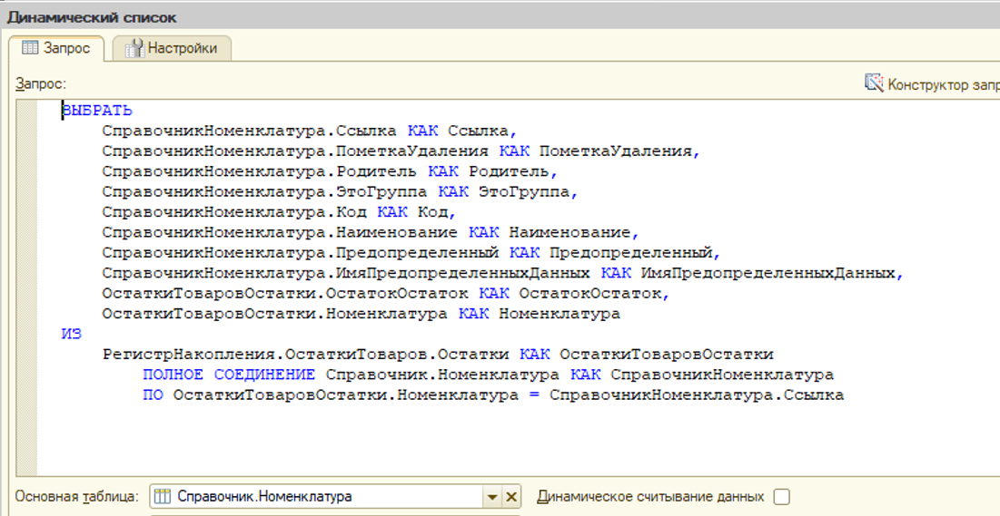 Динамический список
Запрос
Настройки
Запрос:
Конструктор запр
ВЫБРАТЬ
СправочникНоменклатура.Ссылка КАК Ссылка,
СправочникНоменклатура.ПометкаУдаления КАК ПометкаУдаления,
СправочникНоменклатура.Родитель КАК Родитель,
СправочникНоменклатура.ЭтоГруппа КАК ЭтоГруппа,
СправочникНоменклатура.Код КАК Код,
СправочникНоменклатура.Наименование КАК Наименование,
СправочникНоменклатура.Предопределенный КАК Предопределенный,
СправочникНоменклатура.ИмяПредопределенныхДанных КАК ИмяПредопределенныхДанных,
ОстаткиТоваровОстатки.ОстатокОстаток КАК ОстатокОстаток,
ОстаткиТоваровОстатки.Номенклатура КАК Номенклатура
ИЗ
РегистрНакопления.ОстаткиТоваров.Остатки КАК ОстаткиТоваровОстатки
ПОЛНОЕ СОЕДИНЕНИЕ Справочник.Номенклатура КАК СправочникНоменклатура
ПО ОстаткиТоваровОстатки.Номенклатура = СправочникНоменклатура.Ссылка
Основная таблица:
Справочник.Номенклатура
Динамическое считывание данных